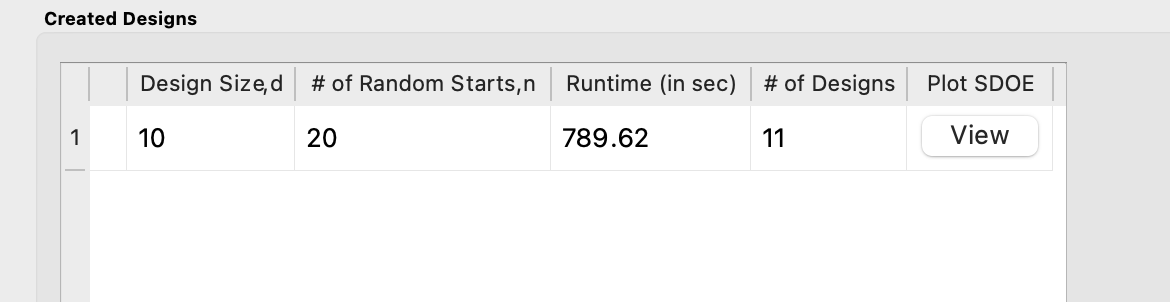 Created Designs
Design Size,d # of Random Starts,n Runtime (in sec) # of Designs Plot SDOE
1 10 20 789.62 11 View